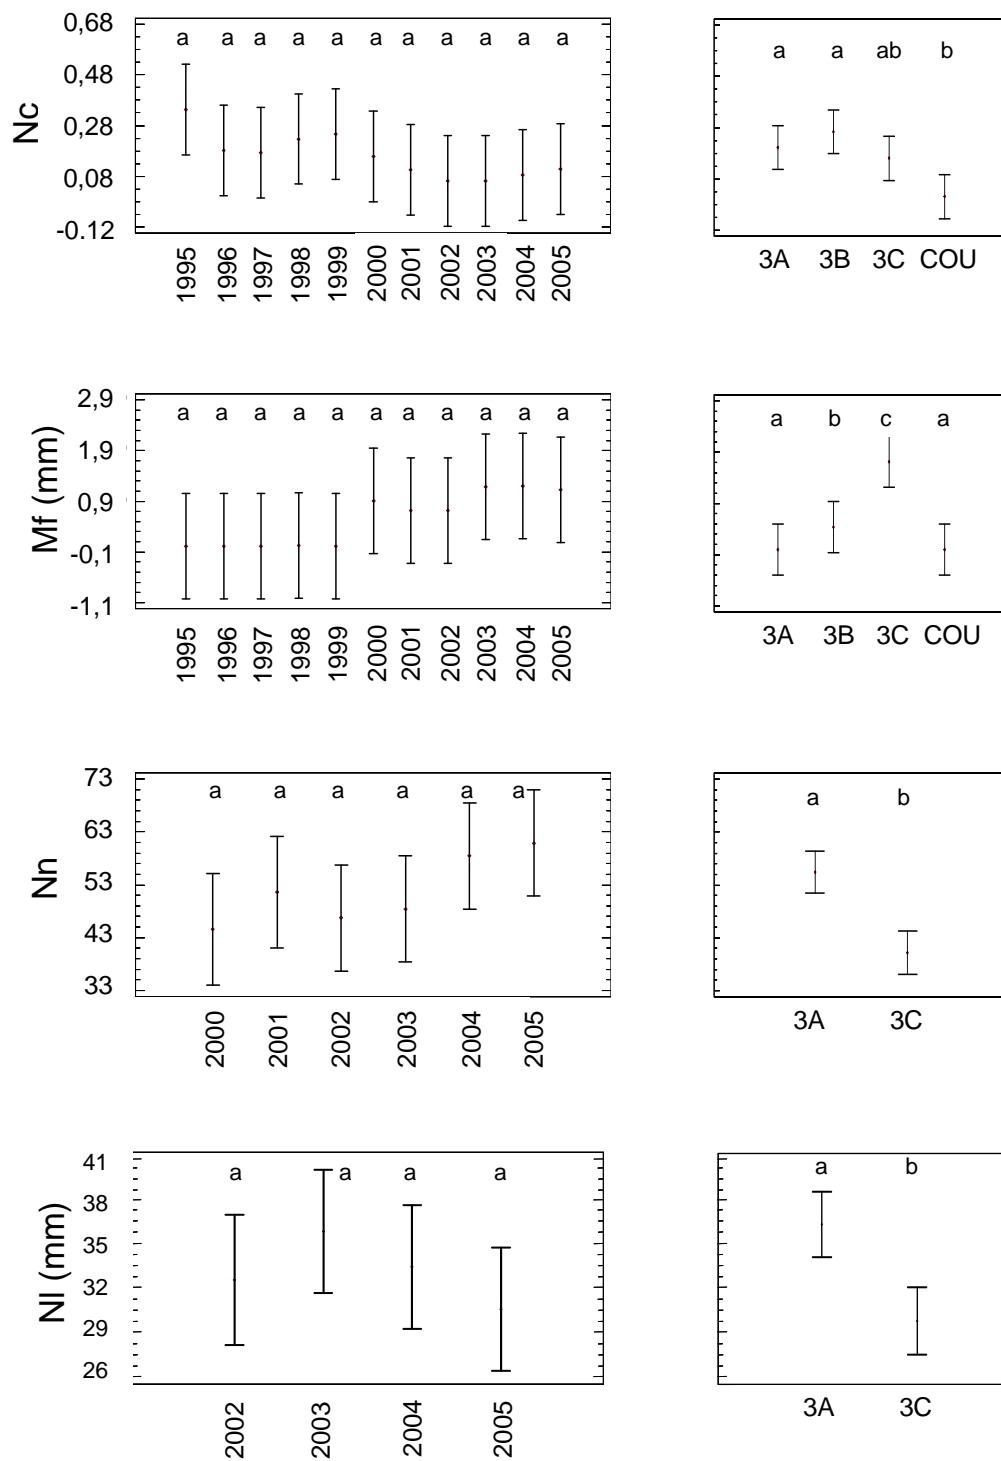 Nc
0,68
0,48
0,28
0,08
-0.12
a a a a a a a a a a a
1995 1996 1997 1998 1999 2000 2001 2002 2003 2004 2005
a a ab b
3A 3B 3C COU
Mf (mm)
2,9
1,9
0,9
-0,1
-1,1
a a a a a a a a a a a
1995 1996 1997 1998 1999 2000 2001 2002 2003 2004 2005
a b c a
3A 3B 3C COU
Nn
73
63
53
43
33
a a a a a a
2000 2001 2002 2003 2004 2005
a b
3A 3C
Nl (mm)
41
38
35
32
29
26
a a a a
2002 2003 2004 2005
a b
3A 3C